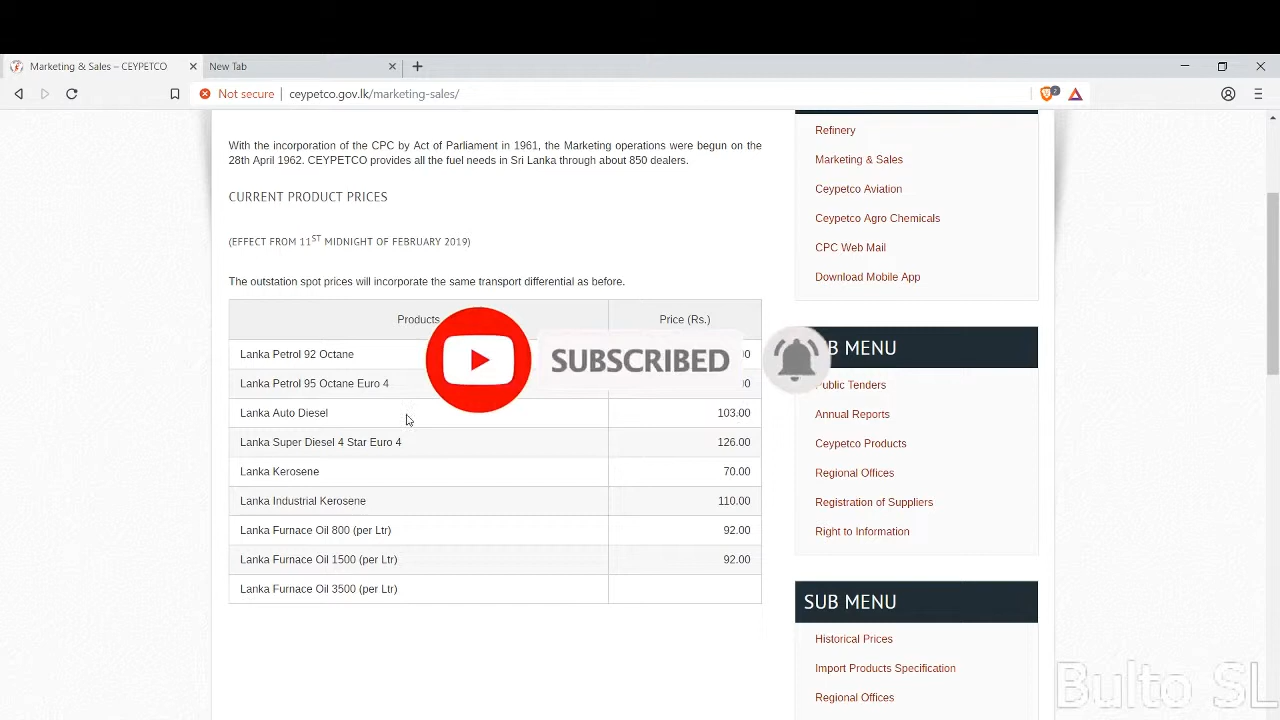 Marketing & Sales – CEYPETCO
New Tab
Not secure
ceypetco.gov.lk/marketing-sales/
2
With the incorporation of the CPC by Act of Parliament in 1961, the Marketing operations were begun on the
28th April 1962. CEYPETCO provides all the fuel needs in Sri Lanka through about 850 dealers.
CURRENT PRODUCT PRICES
(EFFECT FROM 11ST MIDNIGHT OF FEBRUARY 2019)
The outstation spot prices will incorporate the same transport differential as before.
Products
Price (Rs.)
Lanka Petrol 92 Octane
Lanka Petrol 95 Octane Euro 4
Lanka Auto Diesel
103.00
Lanka Super Diesel 4 Star Euro 4
126.00
Lanka Kerosene
70.00
Lanka Industrial Kerosene
110.00
Lanka Furnace Oil 800 (per Ltr)
92.00
Lanka Furnace Oil 1500 (per Ltr)
92.00
Lanka Furnace Oil 3500 (per Ltr)
SUBSCRIBED
Refinery
Marketing & Sales
Ceypetco Aviation
Ceypetco Agro Chemicals
CPC Web Mail
Download Mobile App
MENU
Public Tenders
Annual Reports
Ceypetco Products
Regional Offices
Registration of Suppliers
Right to Information
SUB MENU
Historical Prices
Import Products Specification
Regional Offices
Bulto SL